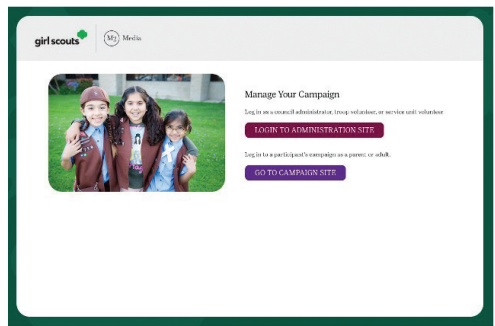 girl scouts
M2 Media
Manage Your Campaign
Log in as a council administrator, troop volunteer, or service unit volunteer
LOGIN TO ADMINISTRATION SITE
Log in to a participant's campaign as a parent or adult.
GO TO CAMPAIGN SITE